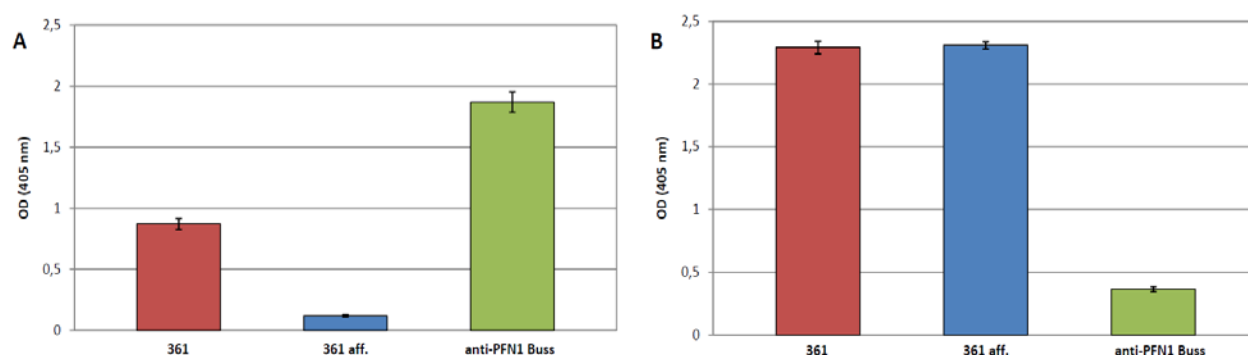 A
OD (405 nm)
2,5
2
1,5
1
0,5
0
361
361 aff.
anti-PFN1 Buss
B
OD (405 nm)
2,5
2
1,5
1
0,5
0
361
361 aff.
anti-PFN1 Buss